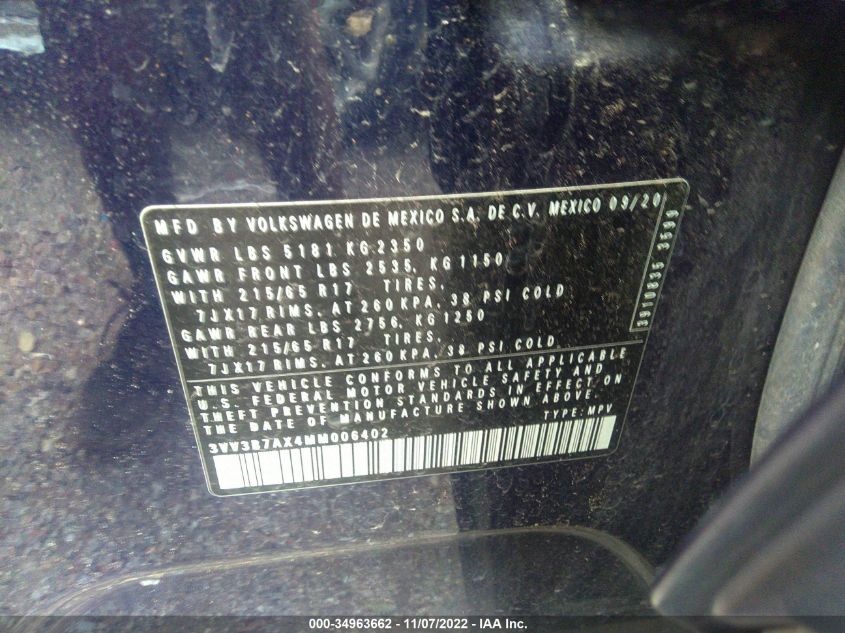 MFD BY VOLKSWAGEN DE MEXICO S.A. DE C.V. MEXICO 09/20
GVWR LBS 5181 KG 2350
GAWR FRONT LBS 2535, KG 1150
WITH 215/65 R17 TIRES,
7JX17 RIMS, AT 260 KPA, 38 PSI COLD
GAWR REAR LBS 2756, KG 1250
WITH 215/65 R17 TIRES,
7JX17 RIMS, AT 260 KPA, 38 PSI COLD
3910835 3599
THIS VEHICLE CONFORMS TO ALL APPLICABLE
U.S. FEDERAL MOTOR VEHICLE SAFETY AND
THEFT PREVENTION STANDARDS IN EFFECT ON
THE DATE OF MANUFACTURE SHOWN ABOVE.
TYPE: MPV
3VV3B7AX4MM006402
000-34963662 — 11/07/2022 — IAA Inc.